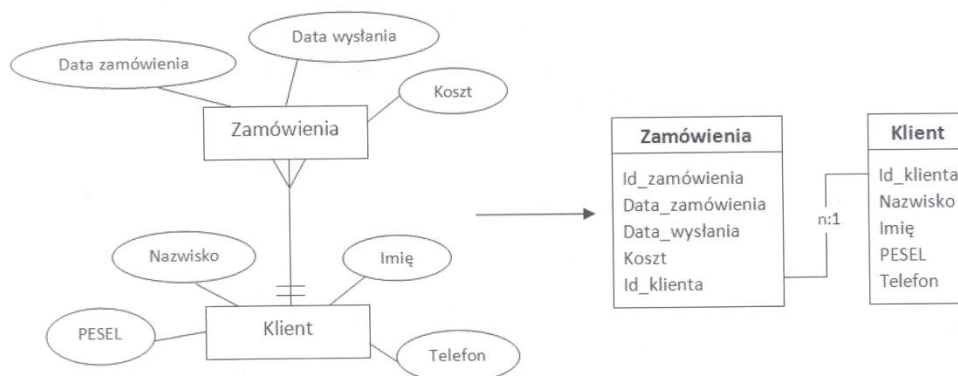 Data wysłania
Data zamówienia
Koszt
Zamówienia
Nazwisko
Imię
PESEL
Klient
Telefon
Zamówienia
Id_zamówienia
Data_zamówienia
Data_wysłania
Koszt
Id_klienta
n:1
Klient
Id_klienta
Nazwisko
Imię
PESEL
Telefon